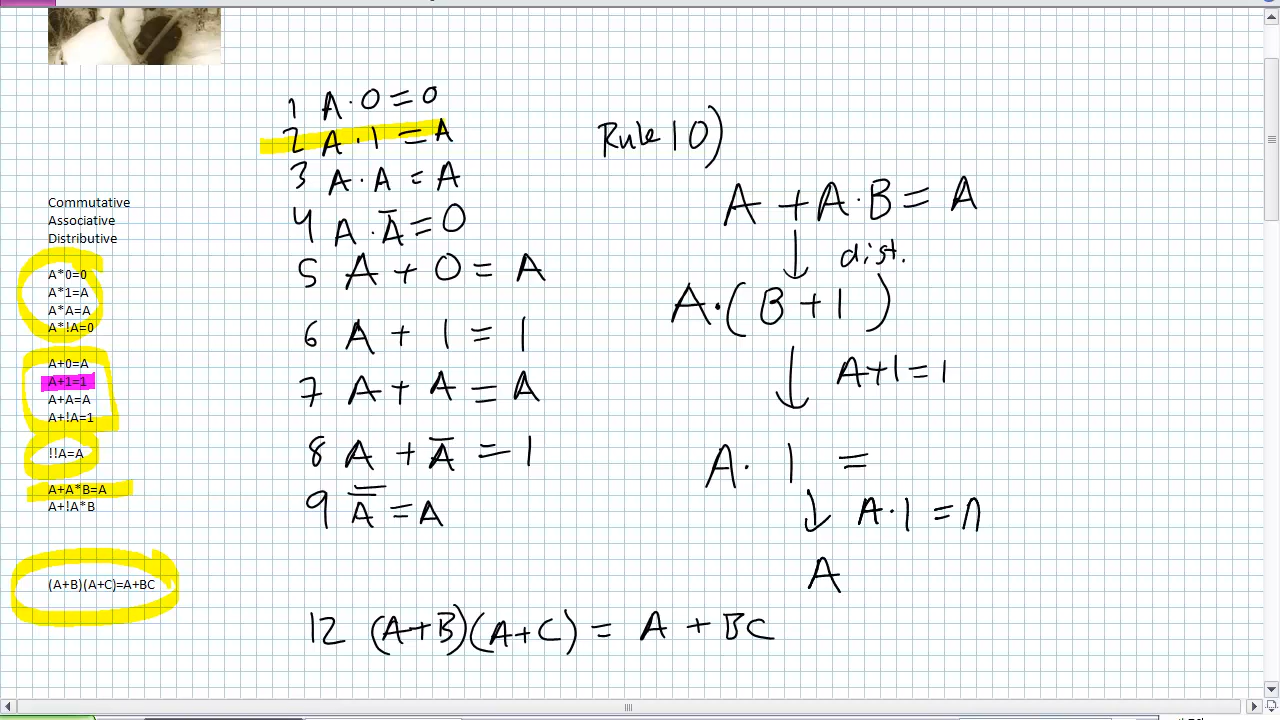 Commutative
Associative
Distributive
A*0=0
A*1=A
A*A=A
A*!A=0
A+0=A
A+1=1
A+A=A
A+!A=1
!!A=A
A+A*B=A
A+!A*B
(A+B)(A+C)=A+BC
1 A·0=0
2 A·1=A
3 A·A=A
4 A·A̅=0
5 A+0=A
6 A+1=1
7 A+A=A
8 A+A̅=1
9 A̿=A
12 (A+B)(A+C)=A+BC
Rule 10)
A+A·B=A
↓ dist.
A·(B+1)
↓ A+1=1
A·1=
↓ A·1=A
A